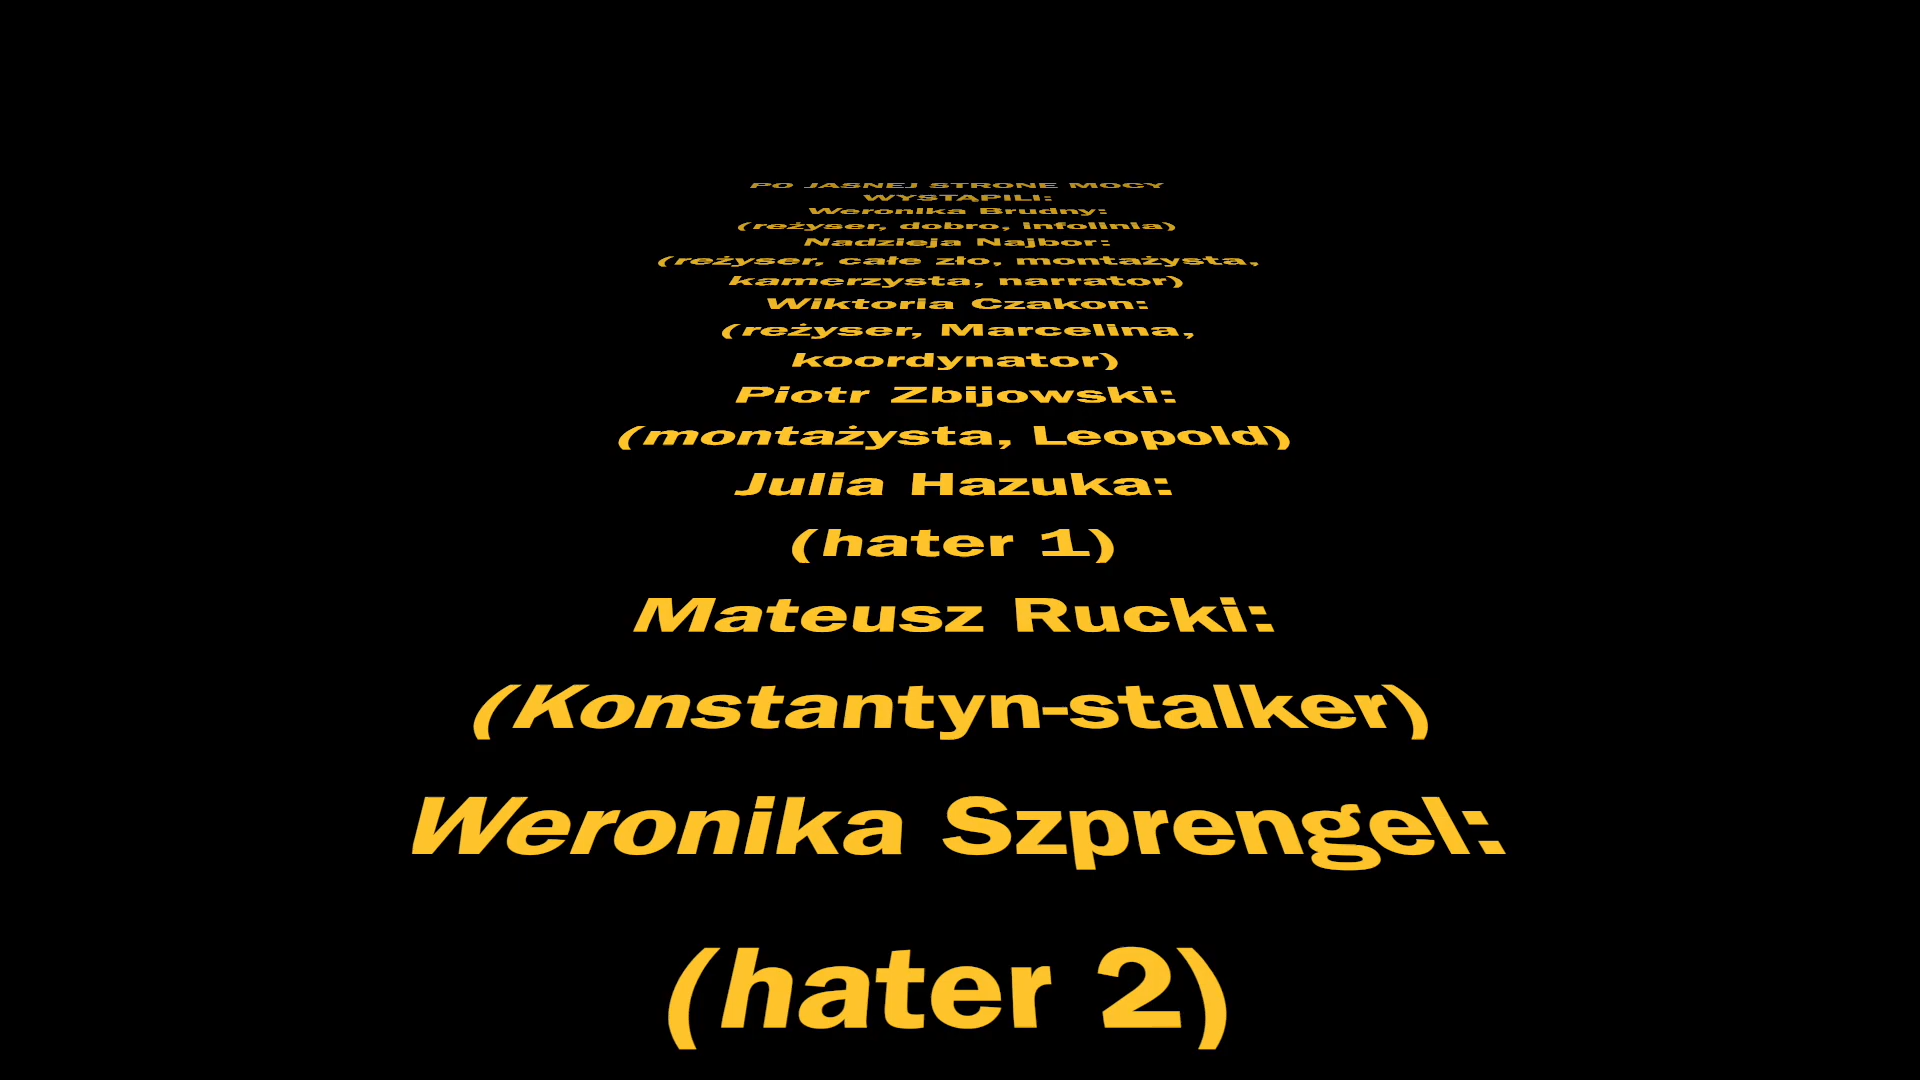 PO JASNEJ STRONE MOCY
WYSTĄPILI:
Weronika Brudny:
(reżyser, dobro, infolinia)
Nadzieja Najbor:
(reżyser, całe zło, montażysta,
kamerzysta, narrator)
Wiktoria Czakon:
(reżyser, Marcelina,
koordynator)
Piotr Zbijowski:
(montażysta, Leopold)
Julia Hazuka:
(hater 1)
Mateusz Rucki:
(Konstantyn-stalker)
Weronika Szprengel:
(hater 2)